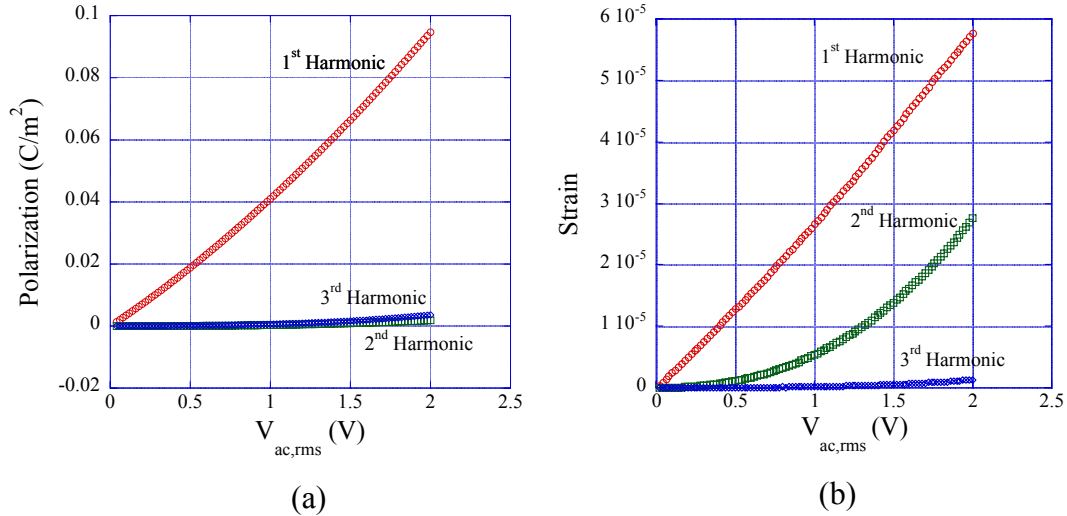 0.1
0.08
0.06
0.04
0.02
0
-0.02
Polarization (C/m²)
1st Harmonic
3rd Harmonic
2nd Harmonic
0 0.5 1 1.5 2 2.5
V ac,rms (V)
(a)
6 10-5
5 10-5
4 10-5
3 10-5
2 10-5
1 10-5
0
Strain
1st Harmonic
2nd Harmonic
3rd Harmonic
0 0.5 1 1.5 2 2.5
V ac,rms (V)
(b)